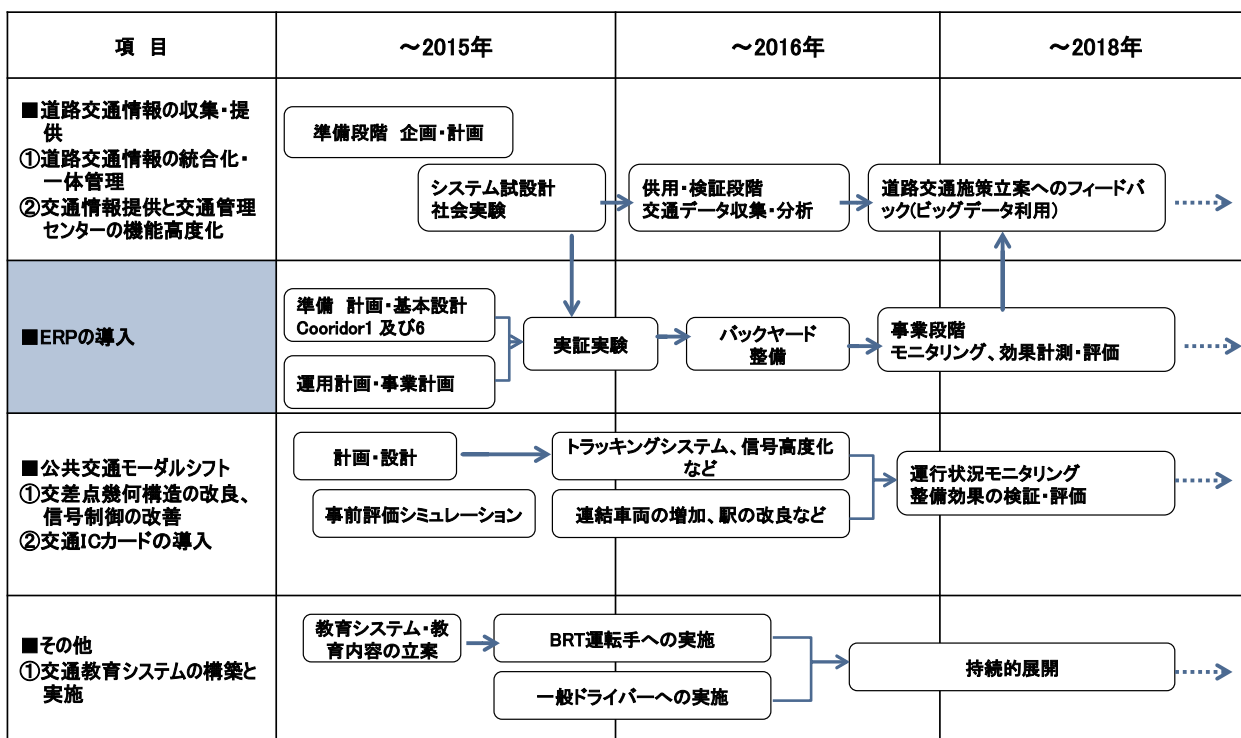 項 目
～2015年
～2016年
～2018年
■道路交通情報の収集・提
供
①道路交通情報の統合化・
一体管理
②交通情報提供と交通管理
センターの機能高度化
準備段階 企画・計画
システム試設計
社会実験
供用・検証段階
交通データ収集・分析
道路交通施策立案へのフィードバ
ック(ビッグデータ利用)
■ERPの導入
準備 計画・基本設計
Cooridor1 及び6
運用計画・事業計画
実証実験
バックヤード
整備
事業段階
モニタリング、効果計測・評価
■公共交通モーダルシフト
①交差点幾何構造の改良、
信号制御の改善
②交通ICカードの導入
計画・設計
事前評価シミュレーション
トラッキングシステム、信号高度化
など
連結車両の増加、駅の改良など
運行状況モニタリング
整備効果の検証・評価
■その他
①交通教育システムの構築と
実施
教育システム・教
育内容の立案
BRT運転手への実施
一般ドライバーへの実施
持続的展開